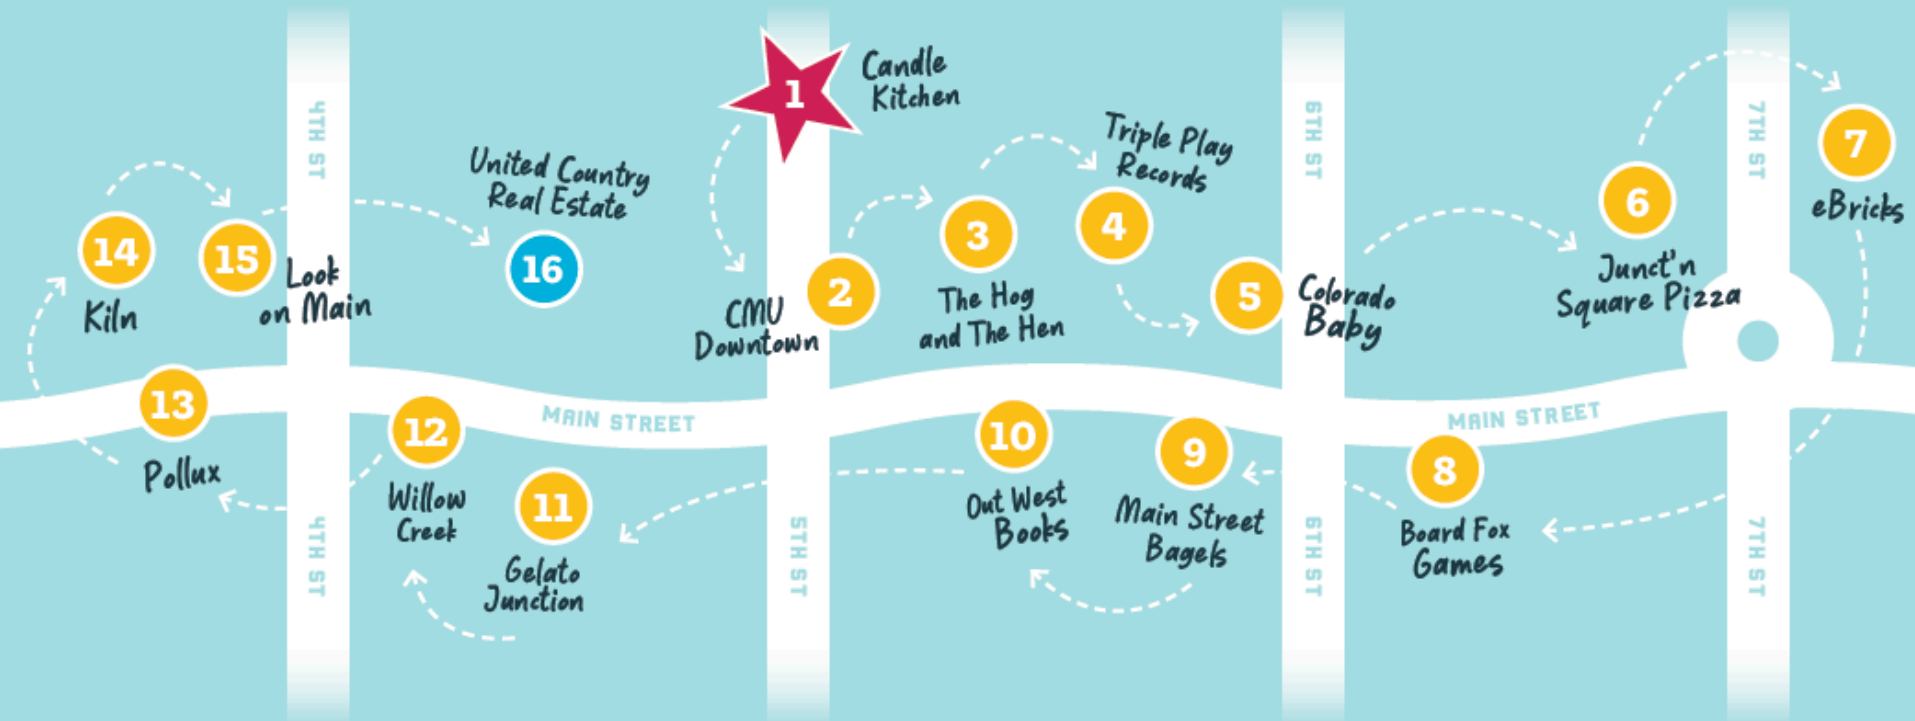 1
Candle
Kitchen
4TH ST
6TH ST
7TH ST
7
eBricks
Triple Play
Records
United Country
Real Estate
14
Kiln
15
Look
on Main
16
CMU
Downtown
2
3
The Hog
and The Hen
4
5
Colorado
Baby
6
Junct'n
Square Pizza
13
Pollux
12
Willow
Creek
MAIN STREET
11
Gelato
Junction
10
Out West
Books
9
Main Street
Bagels
MAIN STREET
8
Board Fox
Games
4TH ST
5TH ST
6TH ST
7TH ST